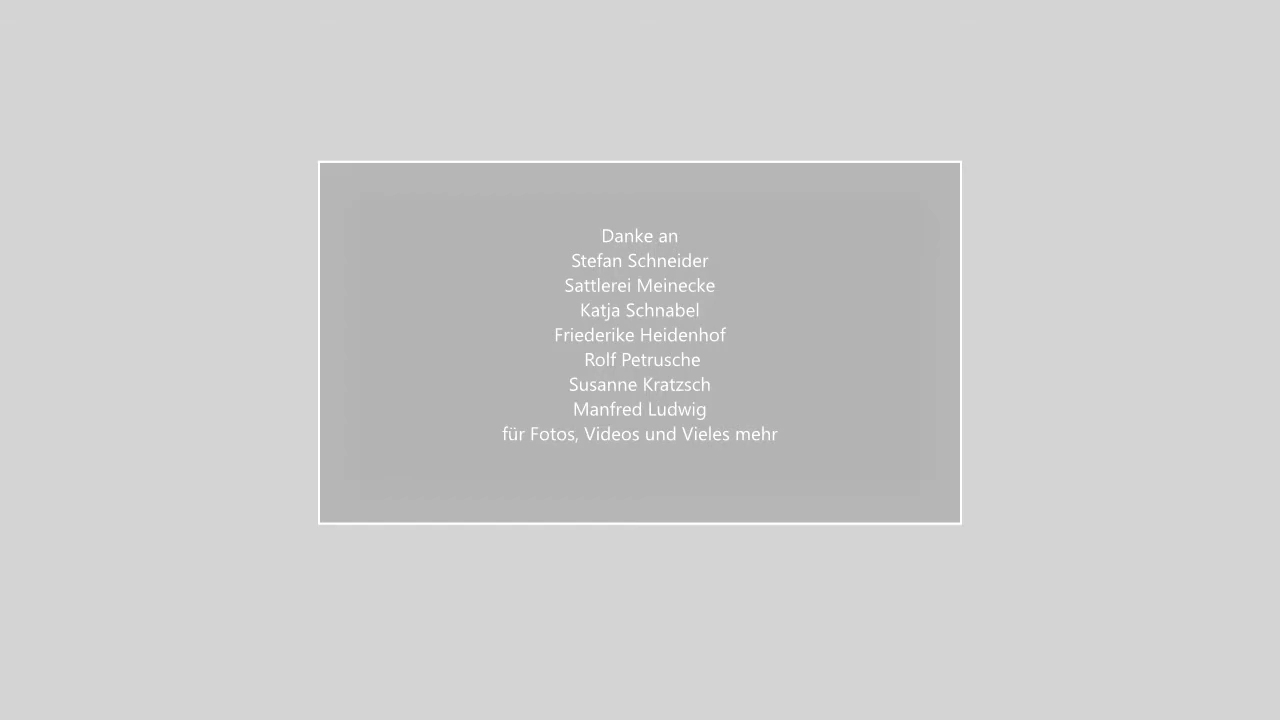 Danke an
Stefan Schneider
Sattlerei Meinecke
Katja Schnabel
Friederike Heidenhof
Rolf Petrusche
Susanne Kratzsch
Manfred Ludwig
für Fotos, Videos und Vieles mehr